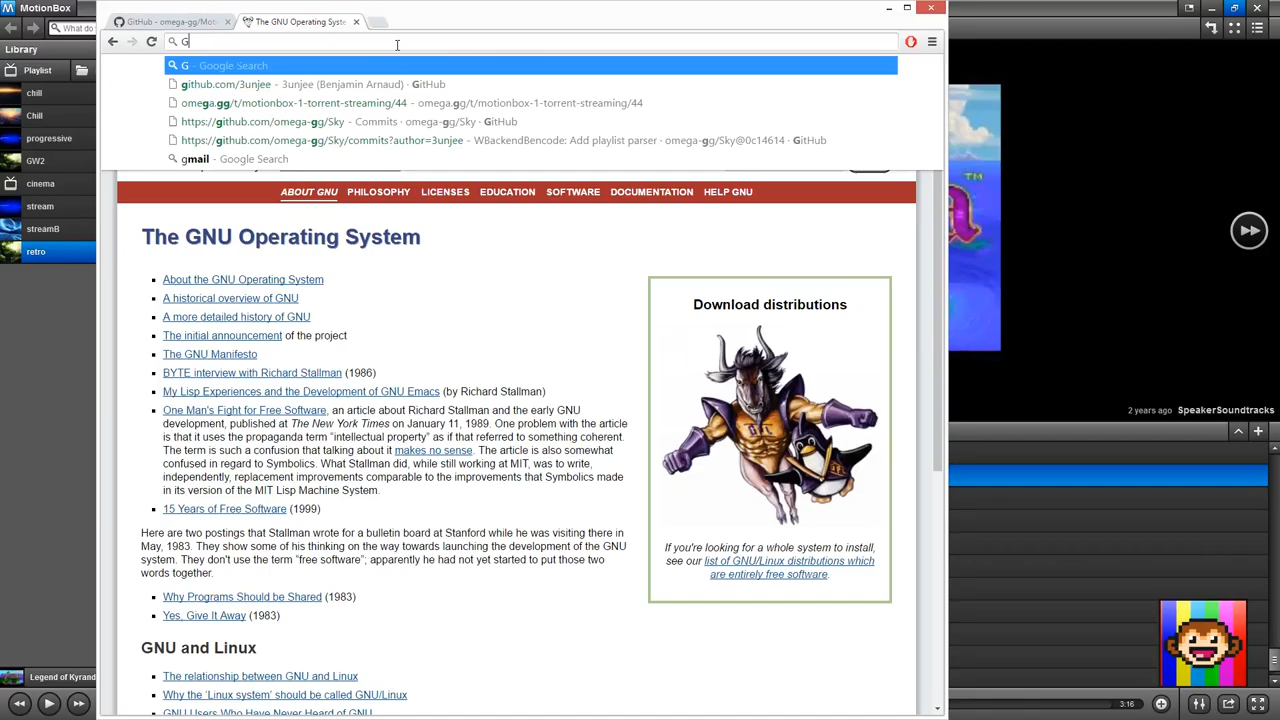 MotionBox
GitHub - omega-gg/Moti
The GNU Operating Syste
What do
G
Library
G - Google Search
Playlist
github.com/3unjee - 3unjee (Benjamin Arnaud) · GitHub
chill
omega.gg/t/motionbox-1-torrent-streaming/44 - omega.gg/t/motionbox-1-torrent-streaming/44
Chill
https://github.com/omega-gg/Sky - Commits · omega-gg/Sky · GitHub
progressive
https://github.com/omega-gg/Sky/commits?author=3unjee - WBackendBencode: Add playlist parser · omega-gg/Sky@0c14614 · GitHub
GW2
gmail - Google Search
cinema
stream
streamB
retro
ABOUT GNU PHILOSOPHY LICENSES EDUCATION SOFTWARE DOCUMENTATION HELP GNU
TM
The GNU Operating System
About the GNU Operating System
A historical overview of GNU
A more detailed history of GNU
The initial announcement of the project
The GNU Manifesto
BYTE interview with Richard Stallman (1986)
My Lisp Experiences and the Development of GNU Emacs (by Richard Stallman)
One Man's Fight for Free Software, an article about Richard Stallman and the early GNU
development, published at The New York Times on January 11, 1989. One problem with the article
is that it uses the propaganda term “intellectual property” as if that referred to something coherent.
The term is such a confusion that talking about it makes no sense. The article is also somewhat
confused in regard to Symbolics. What Stallman did, while still working at MIT, was to write,
independently, replacement improvements comparable to the improvements that Symbolics made
in its version of the MIT Lisp Machine System.
15 Years of Free Software (1999)
Here are two postings that Stallman wrote for a bulletin board at Stanford while he was visiting there in
May, 1983. They show some of his thinking on the way towards launching the development of the GNU
system. They don't use the term “free software”; apparently he had not yet started to put those two
words together.
Why Programs Should be Shared (1983)
Yes, Give It Away (1983)
GNU and Linux
The relationship between GNU and Linux
Why the ‘Linux system’ should be called GNU/Linux
GNU Users Who Have Never Heard of GNU
Download distributions
If you're looking for a whole system to install,
see our list of GNU/Linux distributions which
are entirely free software.
2 years ago SpeakerSoundtracks
Legend of Kyrand
3:16